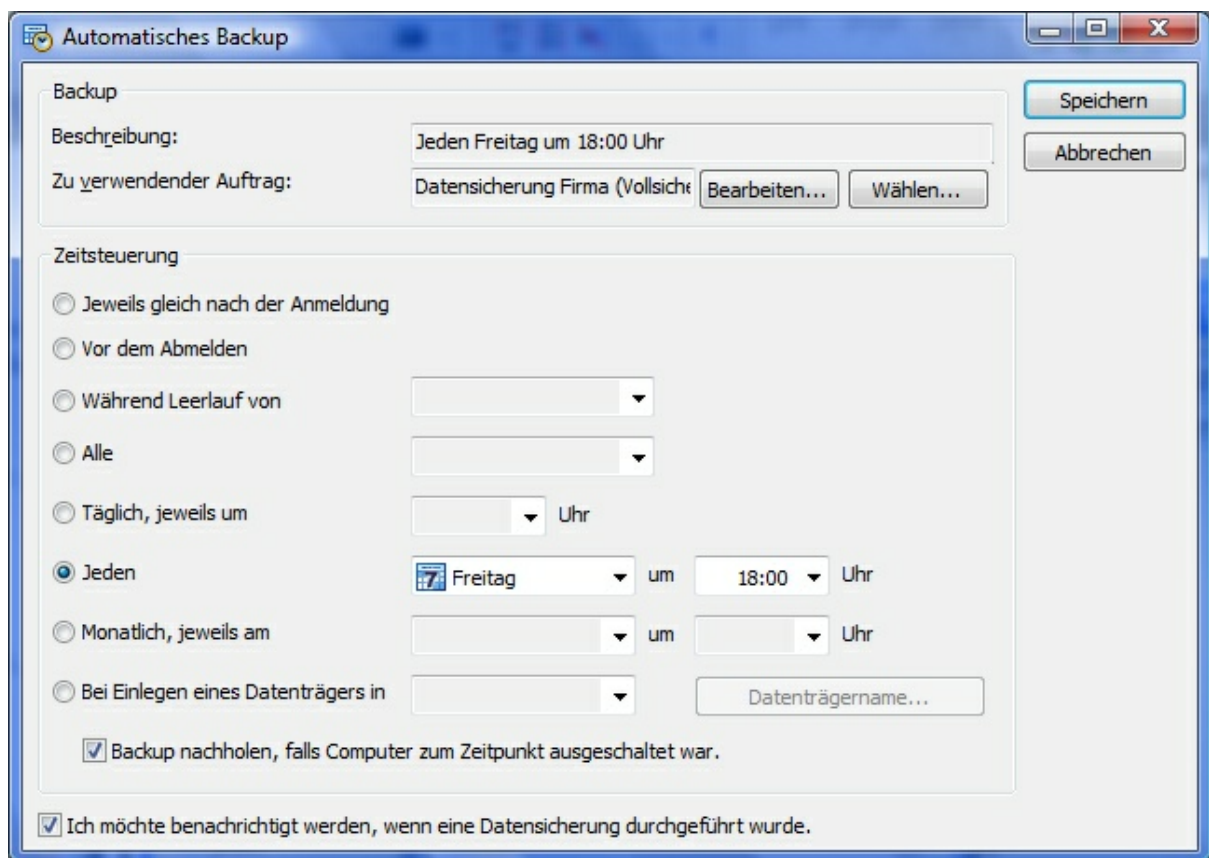 Automatisches Backup
Backup
Speichern
Beschreibung: Jeden Freitag um 18:00 Uhr
Abbrechen
Zu verwendender Auftrag: Datensicherung Firma (Vollsiche Bearbeiten... Wählen...
Zeitsteuerung
Jeweils gleich nach der Anmeldung
Vor dem Abmelden
Während Leerlauf von
Alle
Täglich, jeweils um Uhr
Jeden 7 Freitag um 18:00 Uhr
Monatlich, jeweils am um Uhr
Bei Einlegen eines Datenträgers in Datenträgername...
Backup nachholen, falls Computer zum Zeitpunkt ausgeschaltet war.
Ich möchte benachrichtigt werden, wenn eine Datensicherung durchgeführt wurde.